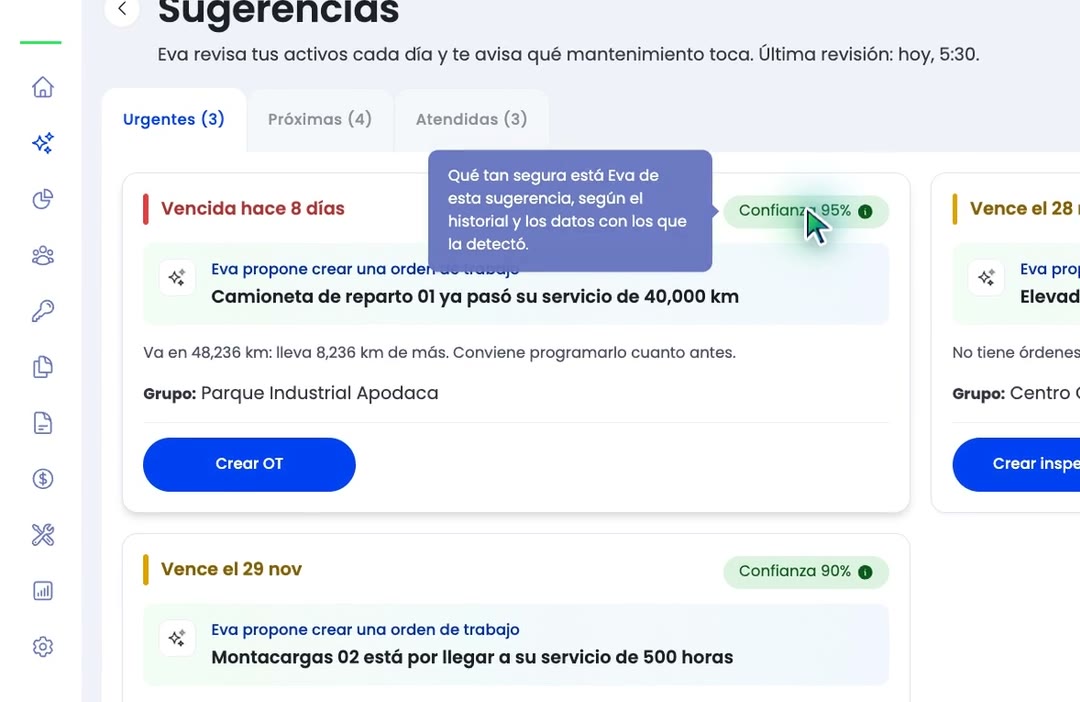 Sugerencias
Eva revisa tus activos cada día y te avisa qué mantenimiento toca. Última revisión: hoy, 5:30.
Urgentes (3)
Próximas (4)
Atendidas (3)
Vencida hace 8 días
Qué tan segura está Eva de
esta sugerencia, según el
historial y los datos con los que
la detectó.
Confianza 95%
Eva propone crear una orden de trabajo
Camioneta de reparto 01 ya pasó su servicio de 40,000 km
Va en 48,236 km: lleva 8,236 km de más. Conviene programarlo cuanto antes.
Grupo: Parque Industrial Apodaca
Crear OT
Vence el 28
Eva
No tiene órdenes
Grupo: Centro
Crear
Vence el 29 nov
Confianza 90%
Eva propone crear una orden de trabajo
Montacargas 02 está por llegar a su servicio de 500 horas